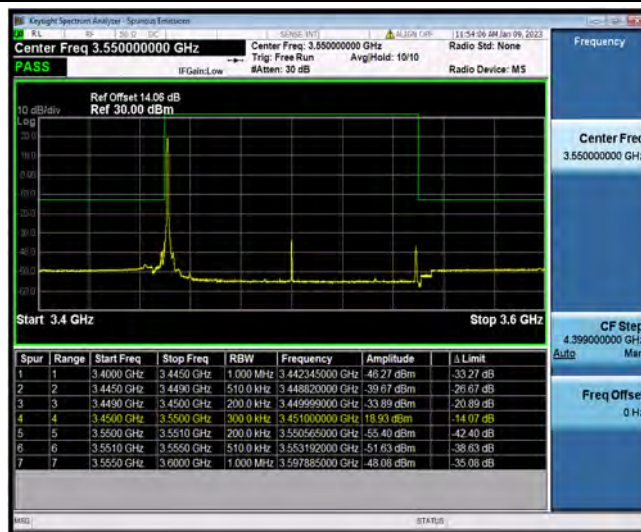 Keysight Spectrum Analyzer - Spurious Emissions
RL RF 50 Ω DC SENSE:INT ALIGN OFF 11:54:06 AM Jan 09, 2023
Center Freq 3.550000000 GHz Center Freq: 3.550000000 GHz Radio Std: None
Trig: Free Run Avg|Hold: 10/10
PASS IFGain:Low #Atten: 30 dB Radio Device: MS
Frequency
Ref Offset 14.06 dB
10 dB/div Ref 30.00 dBm
Log
Start 3.4 GHz Stop 3.6 GHz
Center Freq
3.550000000 GHz
CF Step
4.399000000 GHz
Auto Man
Freq Offset
0 Hz
Spur Range Start Freq Stop Freq RBW Frequency Amplitude Δ Limit
1 1 3.4000 GHz 3.4450 GHz 1.000 MHz 3.442345000 GHz -46.27 dBm -33.27 dB
2 2 3.4450 GHz 3.4490 GHz 510.0 kHz 3.448820000 GHz -39.67 dBm -26.67 dB
3 3 3.4490 GHz 3.4500 GHz 200.0 kHz 3.449999000 GHz -33.89 dBm -20.89 dB
4 4 3.4500 GHz 3.5500 GHz 300.0 kHz 3.451000000 GHz 18.93 dBm -14.07 dB
5 5 3.5500 GHz 3.5510 GHz 200.0 kHz 3.550565000 GHz -55.40 dBm -42.40 dB
6 6 3.5510 GHz 3.5550 GHz 510.0 kHz 3.553192000 GHz -51.63 dBm -38.63 dB
7 7 3.5550 GHz 3.6000 GHz 1.000 MHz 3.597885000 GHz -48.08 dBm -35.08 dB
MSG STATUS